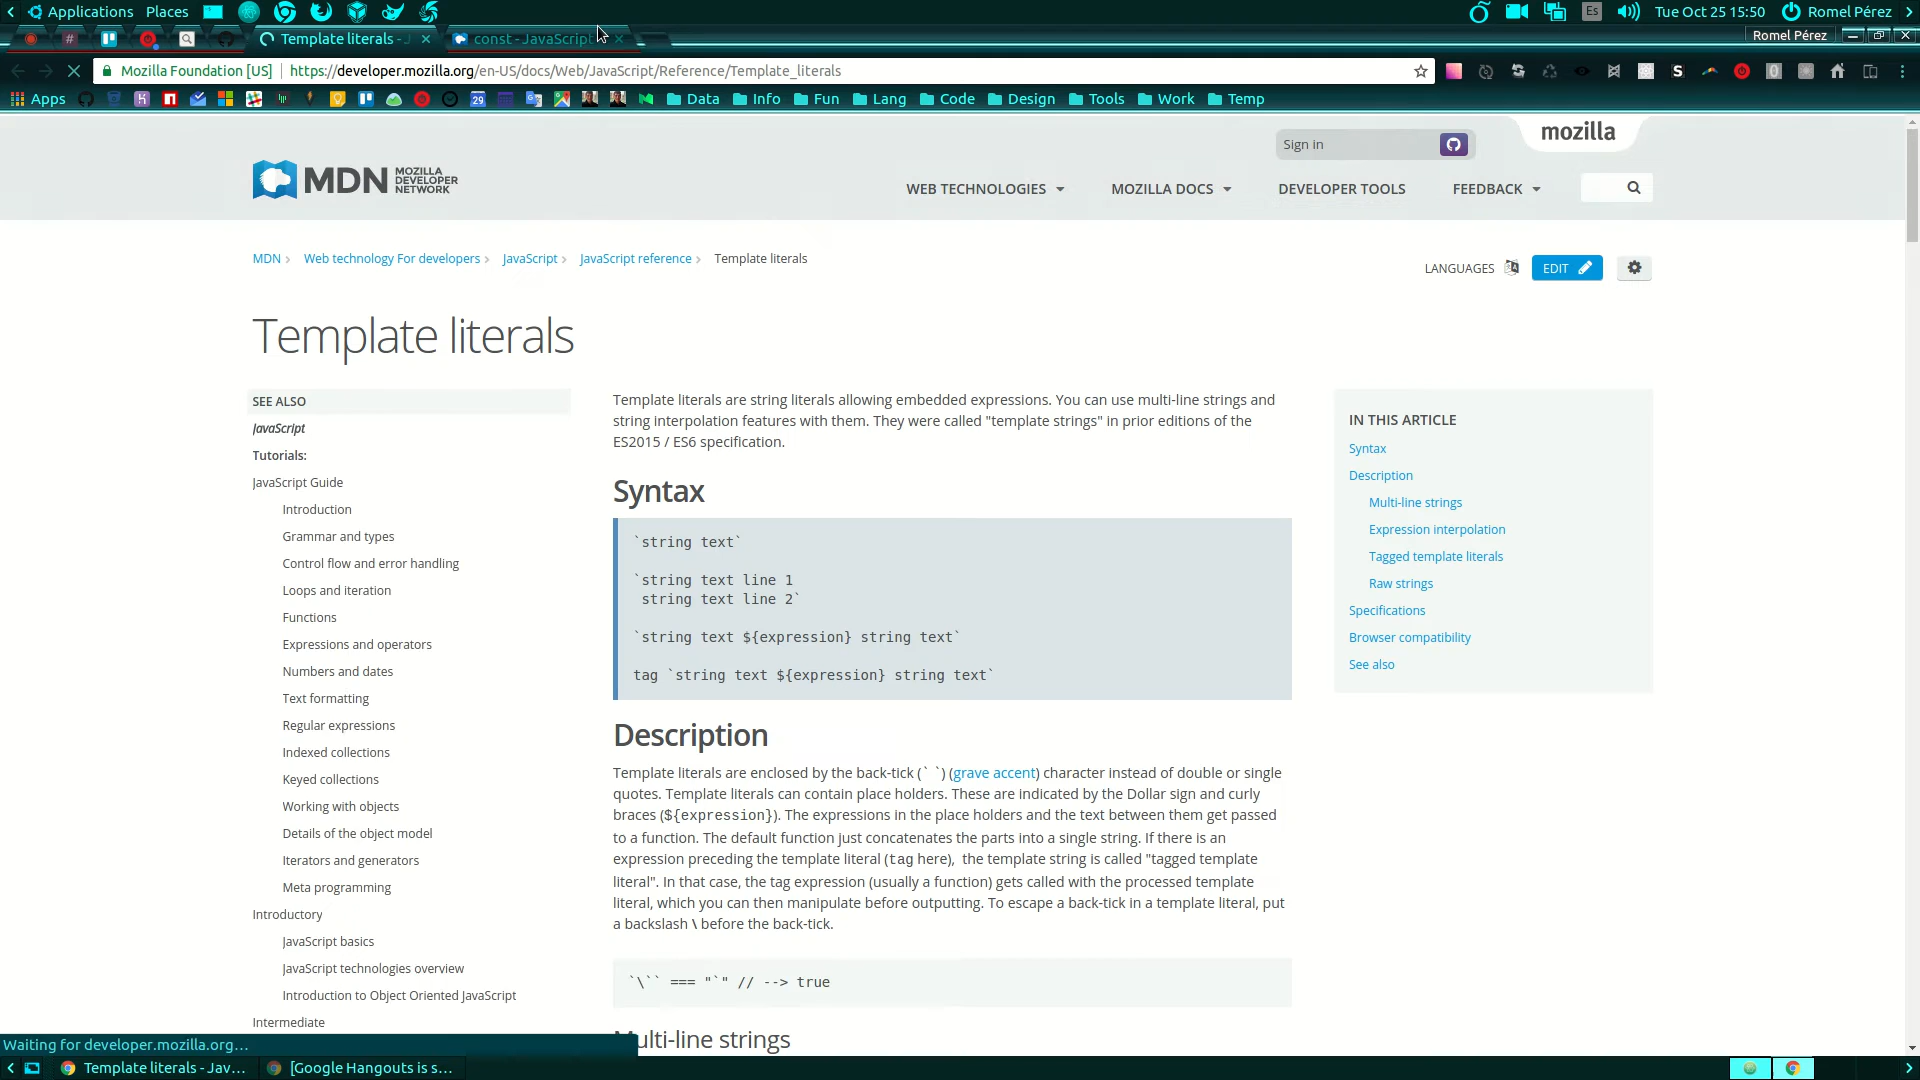 Applications Places
Es Tue Oct 25 15:50 Romel Pérez
Template literals - J
const - JavaScript
Romel Pérez
Mozilla Foundation [US] https://developer.mozilla.org/en-US/docs/Web/JavaScript/Reference/Template_literals
Apps Data Info Fun Lang Code Design Tools Work Temp
Sign in
mozilla
MDN MOZILLA DEVELOPER NETWORK
WEB TECHNOLOGIES MOZILLA DOCS DEVELOPER TOOLS FEEDBACK
MDN Web technology For developers JavaScript JavaScript reference Template literals
LANGUAGES EDIT
Template literals
SEE ALSO
JavaScript
Tutorials:
JavaScript Guide
Introduction
Grammar and types
Control flow and error handling
Loops and iteration
Functions
Expressions and operators
Numbers and dates
Text formatting
Regular expressions
Indexed collections
Keyed collections
Working with objects
Details of the object model
Iterators and generators
Meta programming
Introductory
JavaScript basics
JavaScript technologies overview
Introduction to Object Oriented JavaScript
Intermediate
Template literals are string literals allowing embedded expressions. You can use multi-line strings and
string interpolation features with them. They were called "template strings" in prior editions of the
ES2015 / ES6 specification.
Syntax
`string text`
`string text line 1
string text line 2`
`string text ${expression} string text`
tag `string text ${expression} string text`
Description
Template literals are enclosed by the back-tick (` `) (grave accent) character instead of double or single
quotes. Template literals can contain place holders. These are indicated by the Dollar sign and curly
braces (${expression}). The expressions in the place holders and the text between them get passed
to a function. The default function just concatenates the parts into a single string. If there is an
expression preceding the template literal (tag here), the template string is called "tagged template
literal". In that case, the tag expression (usually a function) gets called with the processed template
literal, which you can then manipulate before outputting. To escape a back-tick in a template literal, put
a backslash \ before the back-tick.
`\`` === "`" // --> true
Multi-line strings
IN THIS ARTICLE
Syntax
Description
Multi-line strings
Expression interpolation
Tagged template literals
Raw strings
Specifications
Browser compatibility
See also
Waiting for developer.mozilla.org...
Template literals - Jav... [Google Hangouts is s...